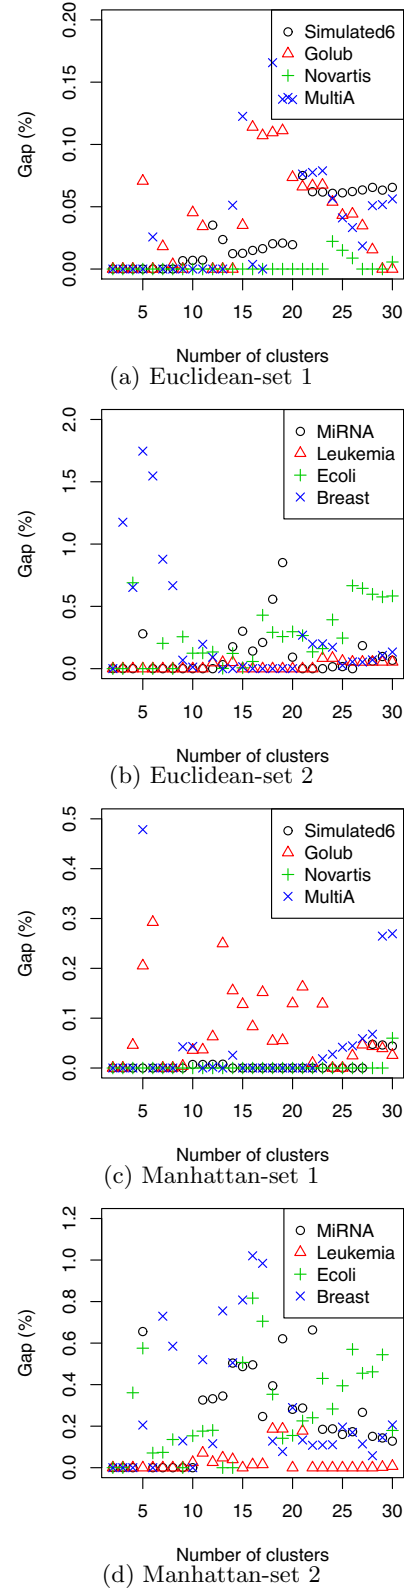 0.20
0.15
0.10
0.05
0.00
Gap (%)
Simulated6
Golub
Novartis
MultiA
5 10 15 20 25 30
Number of clusters
(a) Euclidean-set 1
2.0
1.5
1.0
0.5
0.0
Gap (%)
MiRNA
Leukemia
Ecoli
Breast
5 10 15 20 25 30
Number of clusters
(b) Euclidean-set 2
0.5
0.4
0.3
0.2
0.1
0.0
Gap (%)
Simulated6
Golub
Novartis
MultiA
5 10 15 20 25 30
Number of clusters
(c) Manhattan-set 1
1.2
1.0
0.8
0.6
0.4
0.2
0.0
Gap (%)
MiRNA
Leukemia
Ecoli
Breast
5 10 15 20 25 30
Number of clusters
(d) Manhattan-set 2